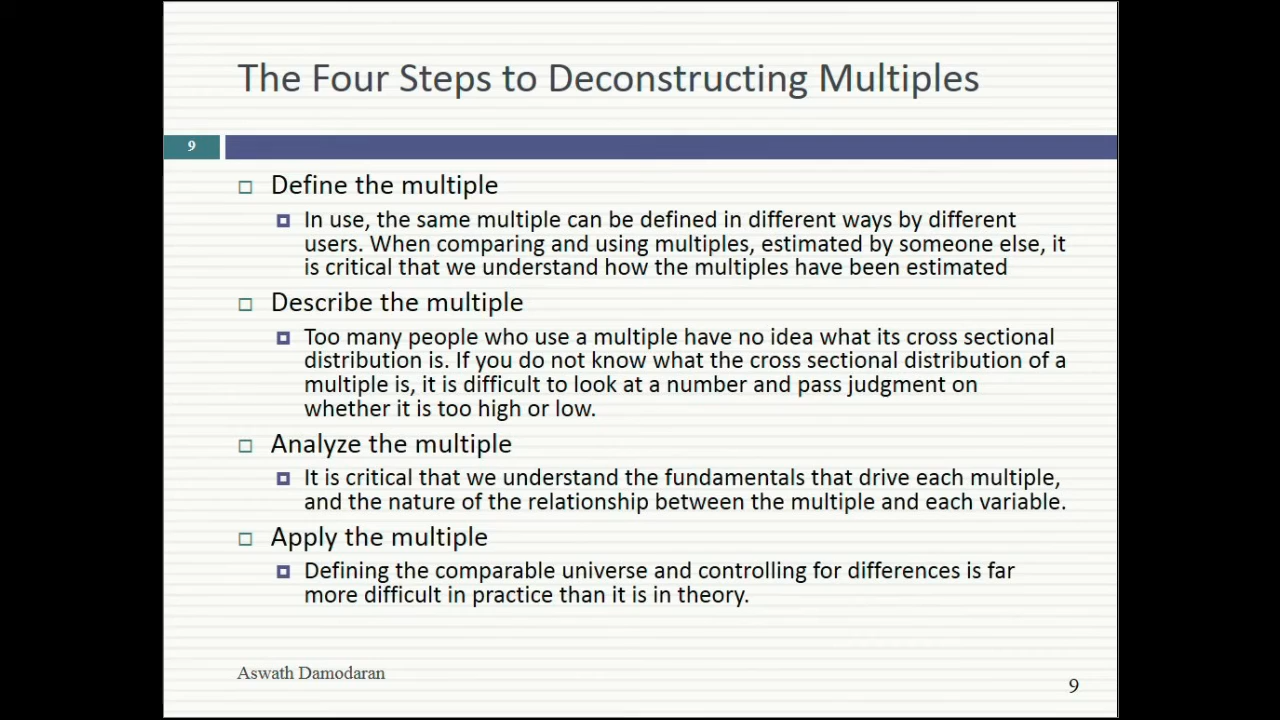 The Four Steps to Deconstructing Multiples
9
Define the multiple
In use, the same multiple can be defined in different ways by different
users. When comparing and using multiples, estimated by someone else, it
is critical that we understand how the multiples have been estimated
Describe the multiple
Too many people who use a multiple have no idea what its cross sectional
distribution is. If you do not know what the cross sectional distribution of a
multiple is, it is difficult to look at a number and pass judgment on
whether it is too high or low.
Analyze the multiple
It is critical that we understand the fundamentals that drive each multiple,
and the nature of the relationship between the multiple and each variable.
Apply the multiple
Defining the comparable universe and controlling for differences is far
more difficult in practice than it is in theory.
Aswath Damodaran
9